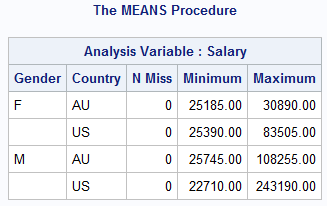 The MEANS Procedure
Analysis Variable : Salary
Gender Country N Miss Minimum Maximum
F AU 0 25185.00 30890.00
US 0 25390.00 83505.00
M AU 0 25745.00 108255.00
US 0 22710.00 243190.00